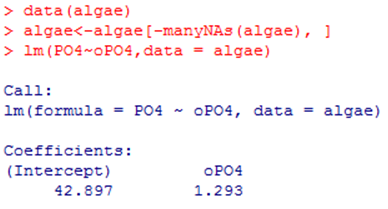 > data(algae)
> algae<-algae[-manyNAs(algae), ]
> lm(PO4~oPO4,data = algae)
Call:
lm(formula = PO4 ~ oPO4, data = algae)
Coefficients:
(Intercept)         oPO4
     42.897        1.293